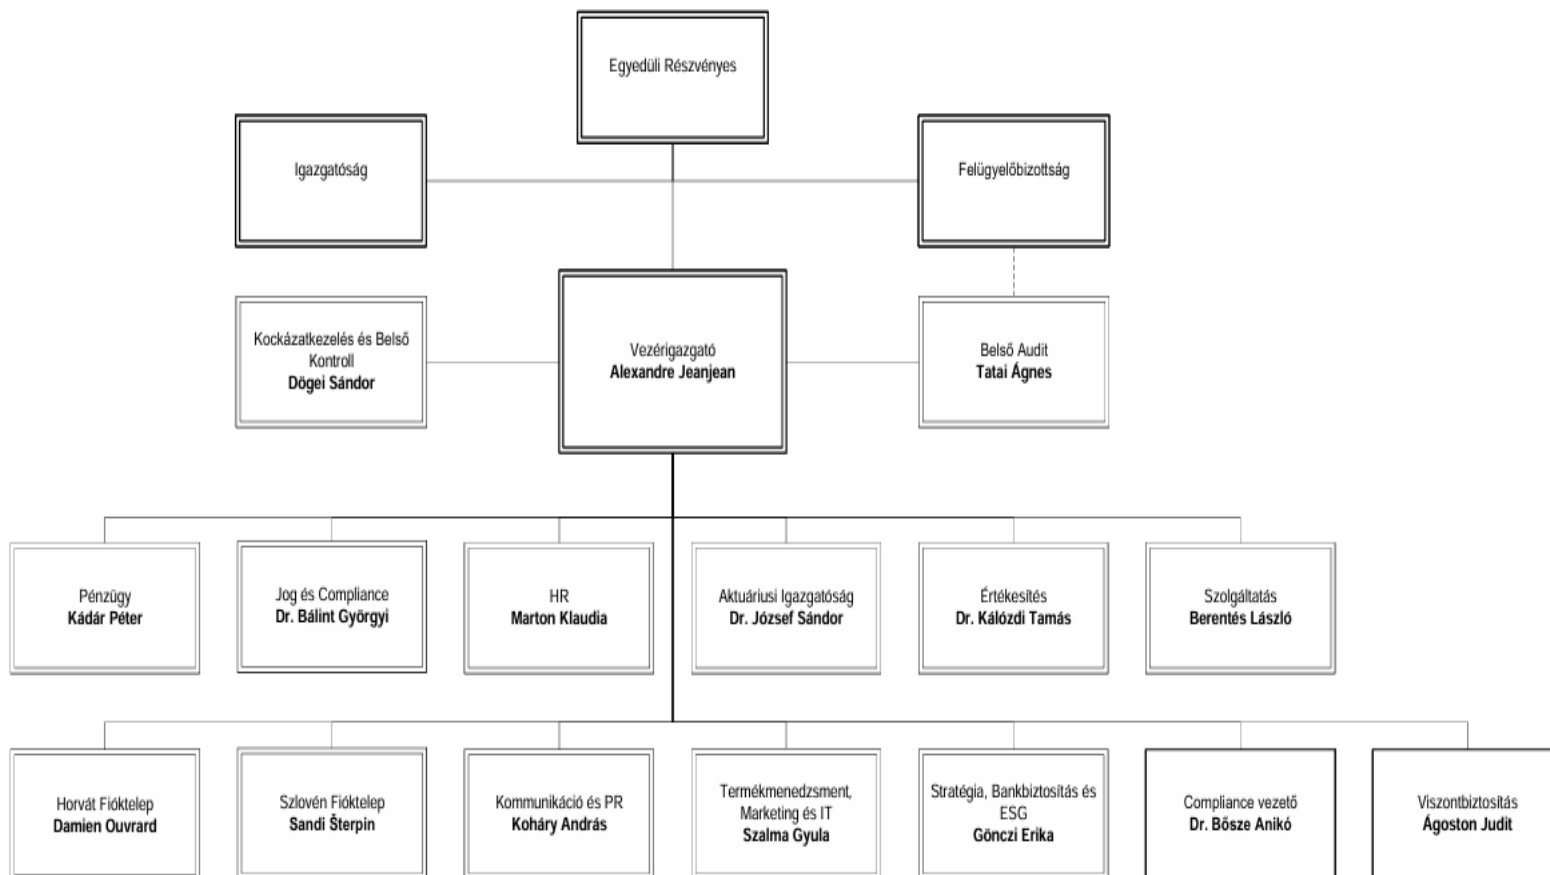 Egyedüli Részvényes
Igazgatóság
Felügyelőbizottság
Kockázatkezelés és Belső
Kontroll
Dögei Sándor
Vezérigazgató
Alexandre Jeanjean
Belső Audit
Tatai Ágnes
Pénzügy
Kádár Péter
Jog és Compliance
Dr. Bálint Györgyi
HR
Marton Klaudia
Aktuáriusi Igazgatóság
Dr. József Sándor
Értékesítés
Dr. Kálózdi Tamás
Szolgáltatás
Berentés László
Horvát Fióktelep
Damien Ouvrard
Szlovén Fióktelep
Sandi Šterpin
Kommunikáció és PR
Koháry András
Termékmenedzsment,
Marketing és IT
Szalma Gyula
Stratégia, Bankbiztosítás és
ESG
Gönczi Erika
Compliance vezető
Dr. Bősze Anikó
Viszontbiztosítás
Ágoston Judit